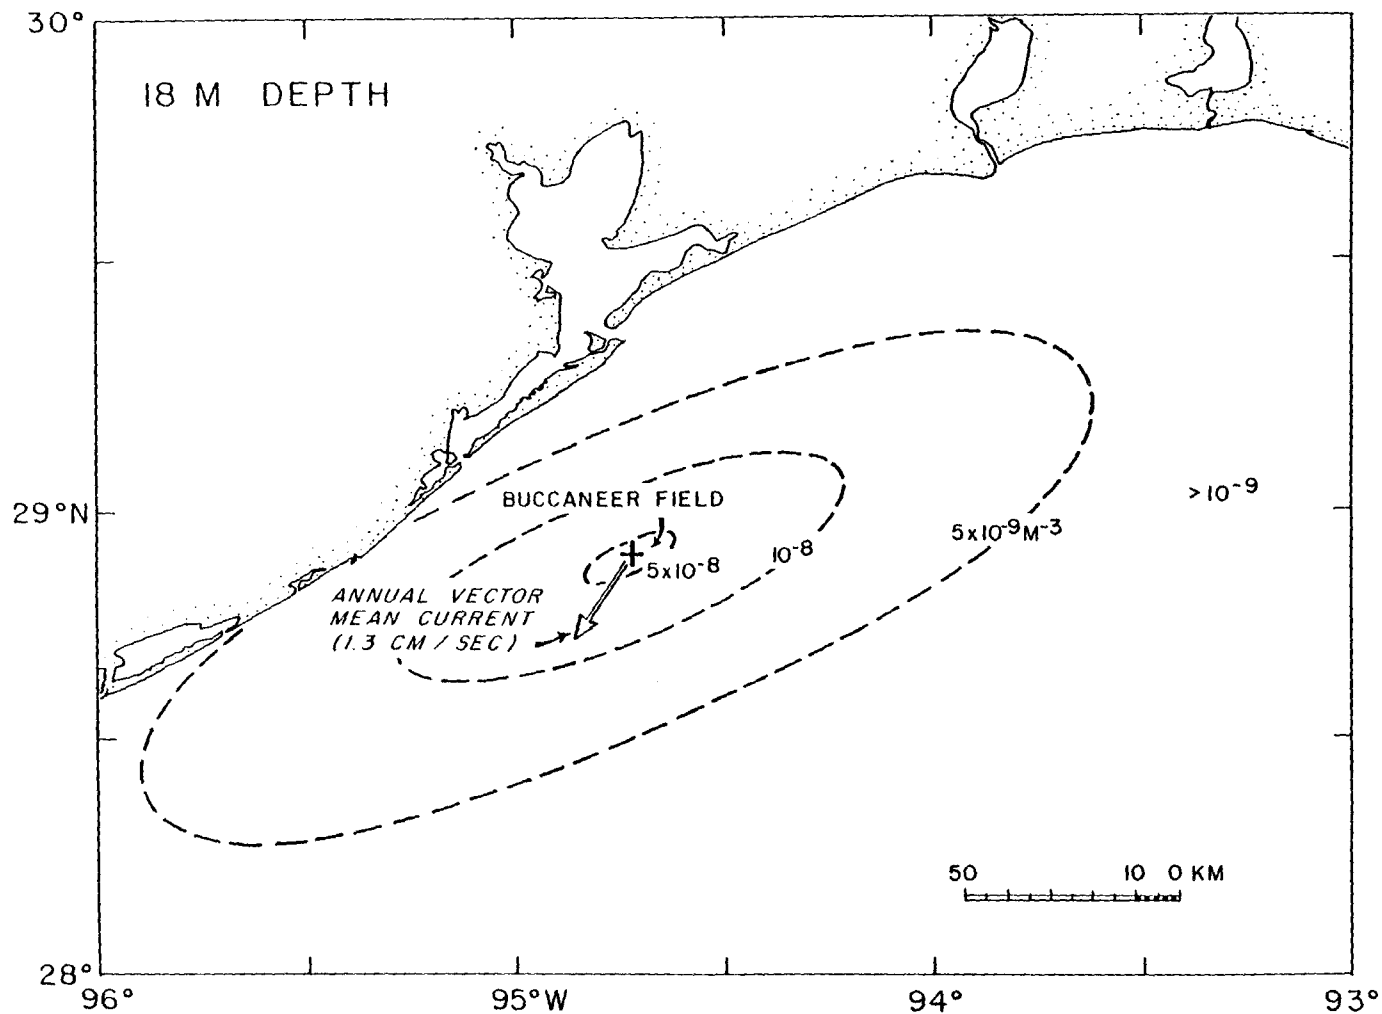 30°
18 M DEPTH
BUCCANEER FIELD
>10⁻⁹
29°N
5x10⁻⁹M⁻³
10⁻⁸
5x10⁻⁸
ANNUAL VECTOR
MEAN CURRENT
(1.3 CM / SEC)
50 10 0 KM
28°
96° 95°W 94° 93°